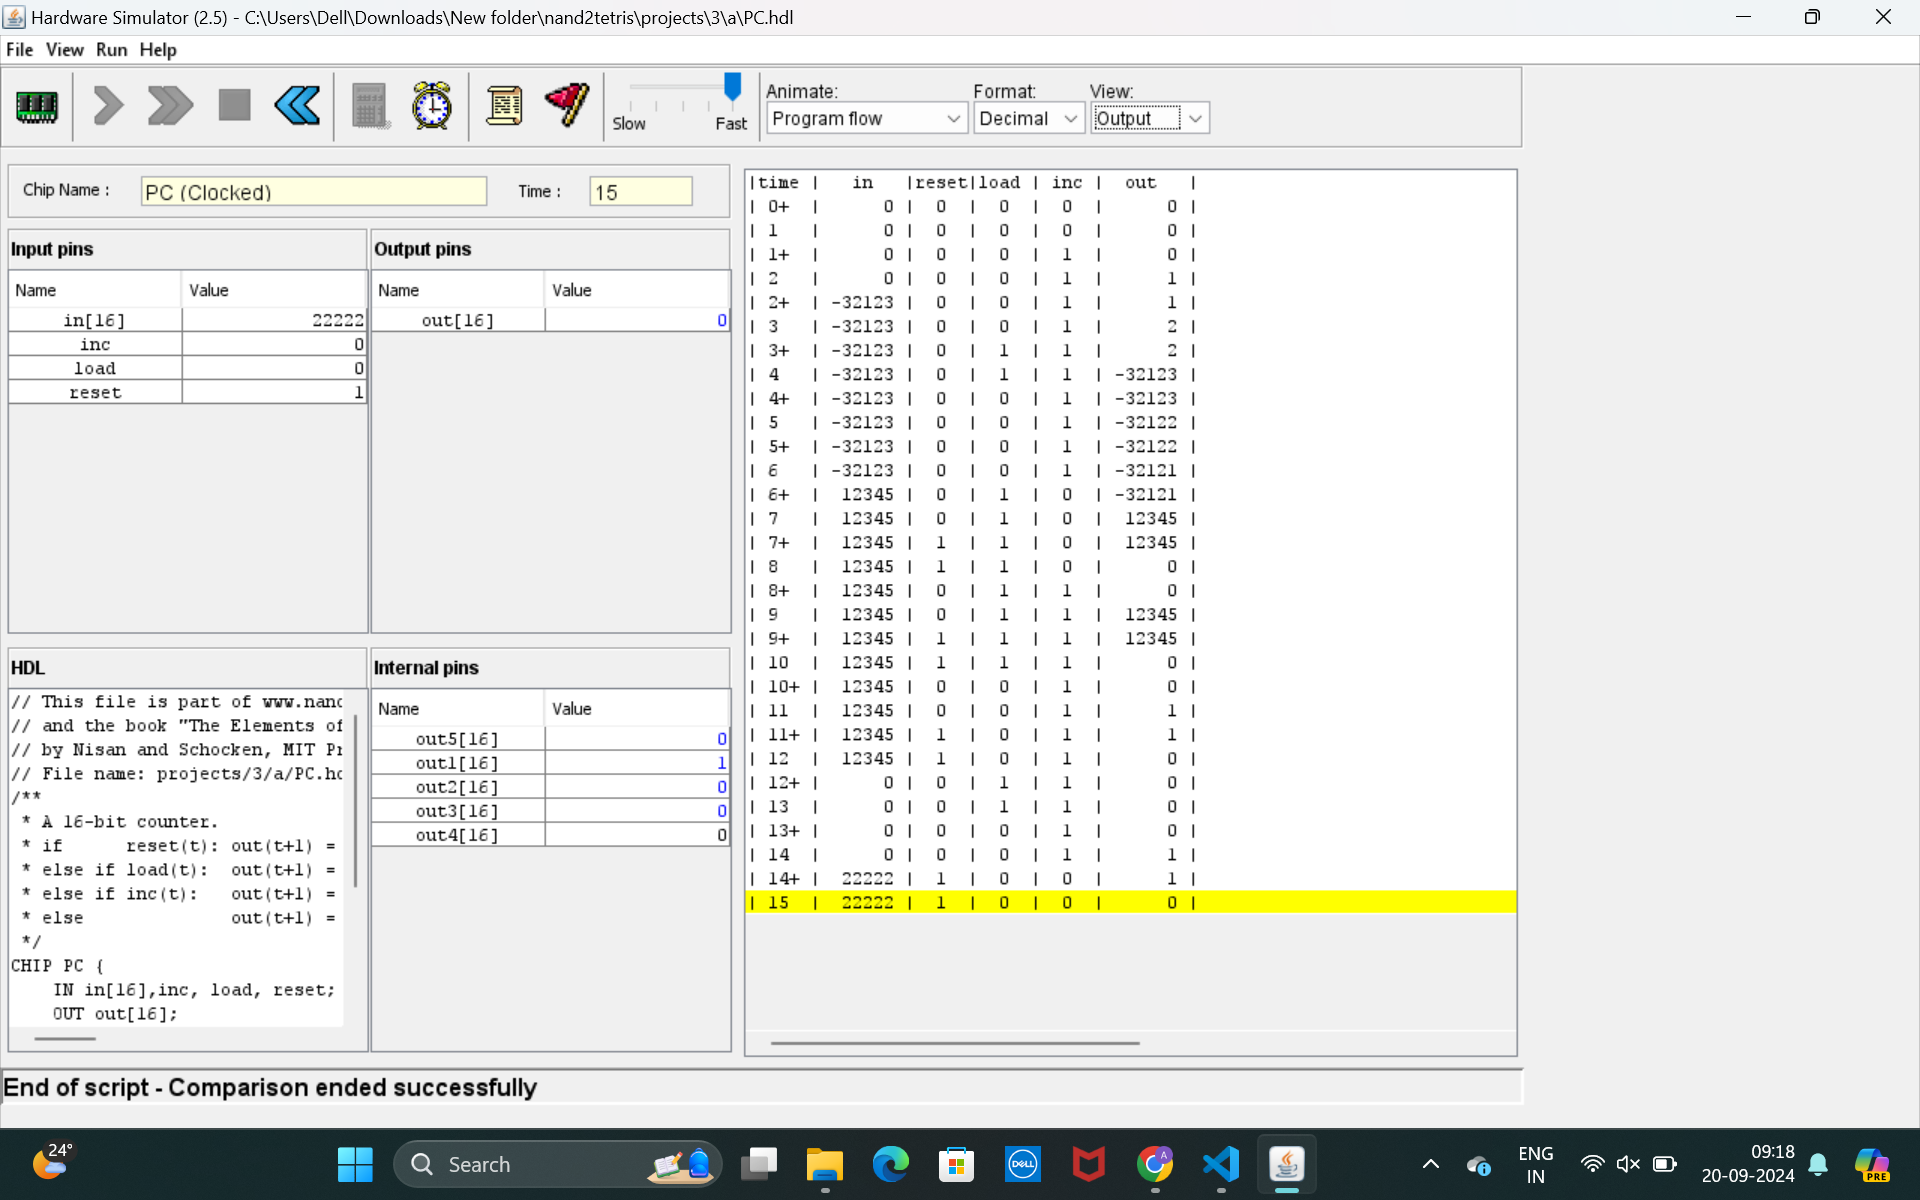 Hardware Simulator (2.5) - C:\Users\Dell\Downloads\New folder\nand2tetris\projects\3\a\PC.hdl
File View Run Help
Slow Fast
Animate: Format: View:
Program flow Decimal Output
Chip Name : PC (Clocked) Time : 15
Input pins
Name Value
in[16] 22222
inc 0
load 0
reset 1
Output pins
Name Value
out[16] 0
HDL
// This file is part of www.nand
// and the book "The Elements of
// by Nisan and Schocken, MIT Pr
// File name: projects/3/a/PC.hd
/**
* A 16-bit counter.
* if reset(t): out(t+1) =
* else if load(t): out(t+1) =
* else if inc(t): out(t+1) =
* else out(t+1) =
*/
CHIP PC {
IN in[16],inc, load, reset;
OUT out[16];
Internal pins
Name Value
out5[16] 0
out1[16] 1
out2[16] 0
out3[16] 0
out4[16] 0
|time | in |reset|load | inc | out |
| 0+ | 0 | 0 | 0 | 0 | 0 |
| 1 | 0 | 0 | 0 | 0 | 0 |
| 1+ | 0 | 0 | 0 | 1 | 0 |
| 2 | 0 | 0 | 0 | 1 | 1 |
| 2+ | -32123 | 0 | 0 | 1 | 1 |
| 3 | -32123 | 0 | 0 | 1 | 2 |
| 3+ | -32123 | 0 | 1 | 1 | 2 |
| 4 | -32123 | 0 | 1 | 1 | -32123 |
| 4+ | -32123 | 0 | 0 | 1 | -32123 |
| 5 | -32123 | 0 | 0 | 1 | -32122 |
| 5+ | -32123 | 0 | 0 | 1 | -32122 |
| 6 | -32123 | 0 | 0 | 1 | -32121 |
| 6+ | 12345 | 0 | 1 | 0 | -32121 |
| 7 | 12345 | 0 | 1 | 0 | 12345 |
| 7+ | 12345 | 1 | 1 | 0 | 12345 |
| 8 | 12345 | 1 | 1 | 0 | 0 |
| 8+ | 12345 | 0 | 1 | 1 | 0 |
| 9 | 12345 | 0 | 1 | 1 | 12345 |
| 9+ | 12345 | 1 | 1 | 1 | 12345 |
| 10 | 12345 | 1 | 1 | 1 | 0 |
| 10+ | 12345 | 0 | 0 | 1 | 0 |
| 11 | 12345 | 0 | 0 | 1 | 1 |
| 11+ | 12345 | 1 | 0 | 1 | 1 |
| 12 | 12345 | 1 | 0 | 1 | 0 |
| 12+ | 0 | 0 | 1 | 1 | 0 |
| 13 | 0 | 0 | 1 | 1 | 0 |
| 13+ | 0 | 0 | 0 | 1 | 0 |
| 14 | 0 | 0 | 0 | 1 | 1 |
| 14+ | 22222 | 1 | 0 | 0 | 1 |
| 15 | 22222 | 1 | 0 | 0 | 0 |
End of script - Comparison ended successfully
24°
Search
DELL
A
ENG
IN
09:18
20-09-2024
PRE